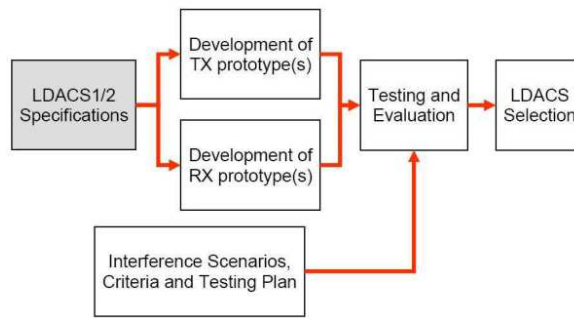 Development of
TX prototype(s)
LDACS1/2
Specifications
Testing and
Evaluation
LDACS
Selection
Development of
RX prototype(s)
Interference Scenarios,
Criteria and Testing Plan